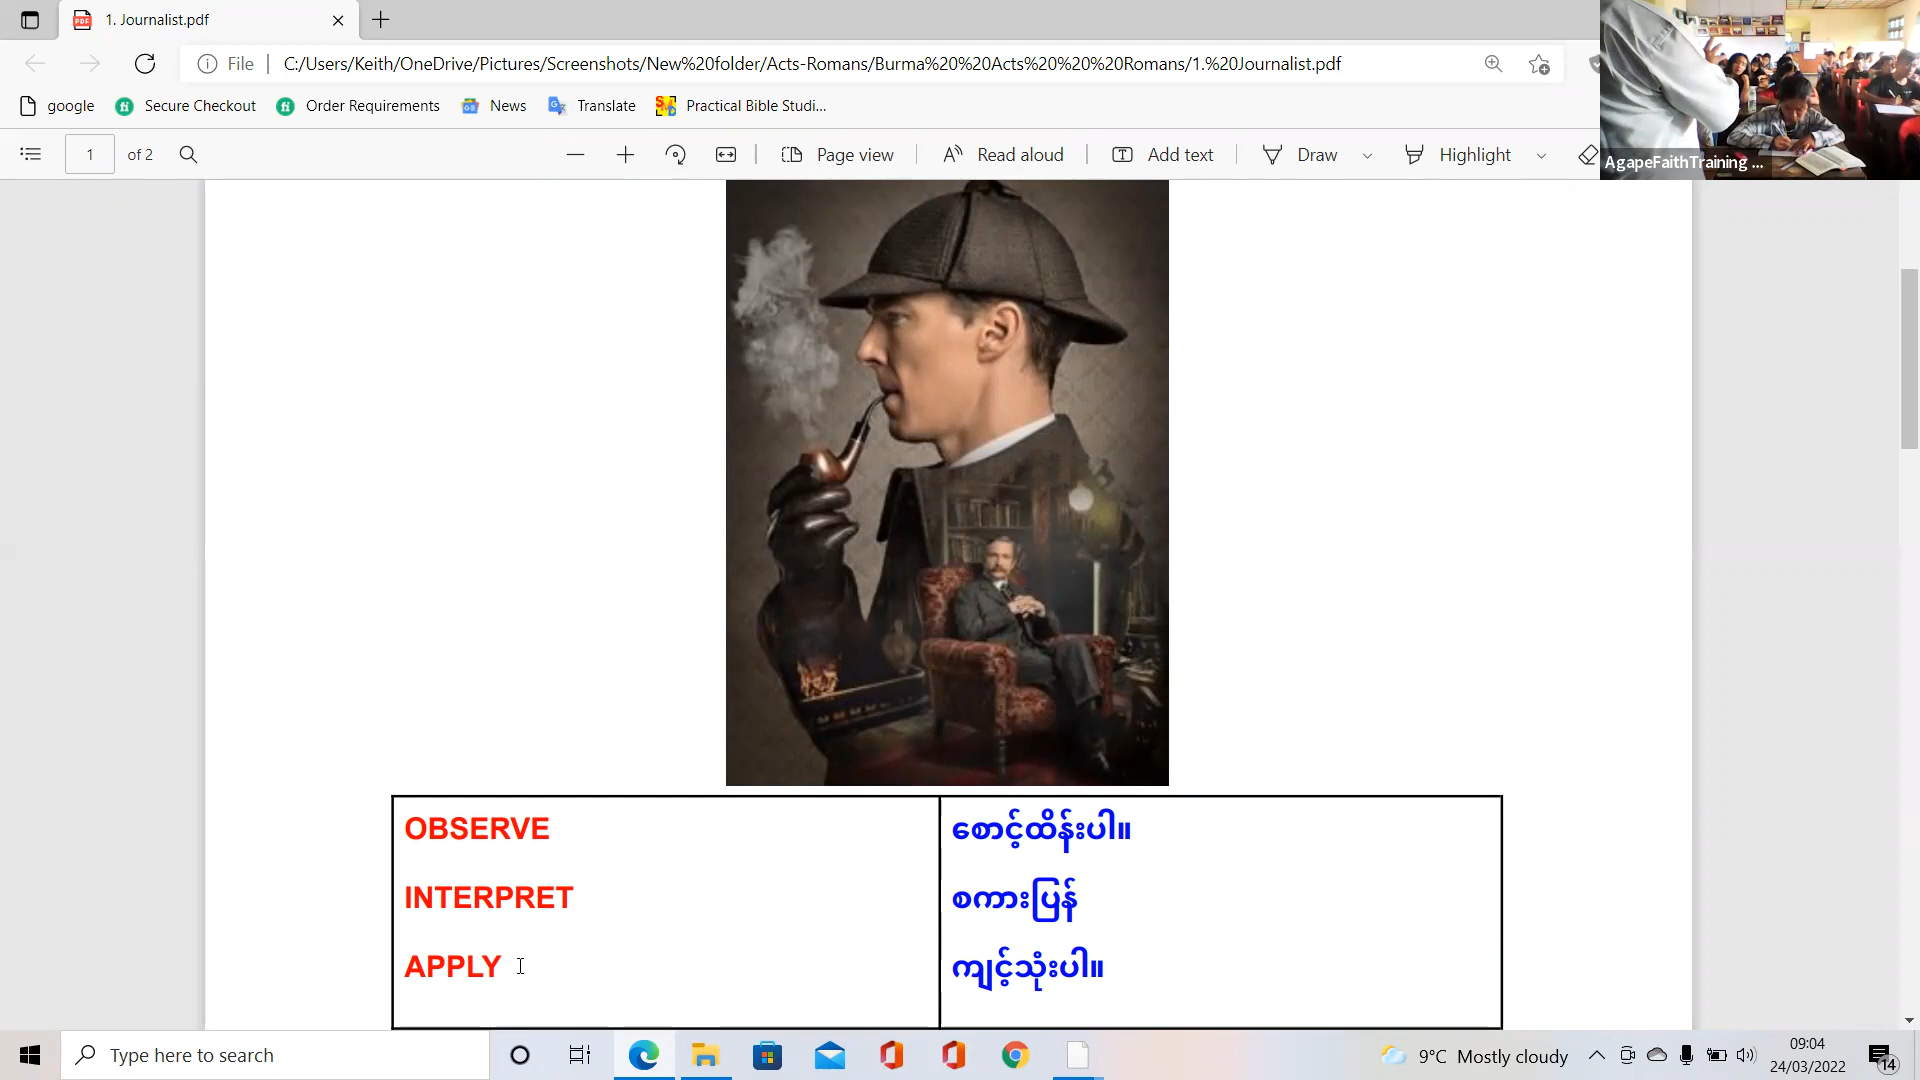 1. Journalist.pdf
File
C:/Users/Keith/OneDrive/Pictures/Screenshots/New%20folder/Acts-Romans/Burma%20%20Acts%20%20%20Romans/1.%20Journalist.pdf
google
Secure Checkout
Order Requirements
News
Translate
Practical Bible Studi...
1 of 2
Page view
Read aloud
Add text
Draw
Highlight
AgapeFaithTraining ...
OBSERVE
စောင့်ထိန်းပါ။
INTERPRET
စကားပြန်
APPLY
ကျင့်သုံးပါ။
Type here to search
9°C Mostly cloudy
09:04
24/03/2022
14